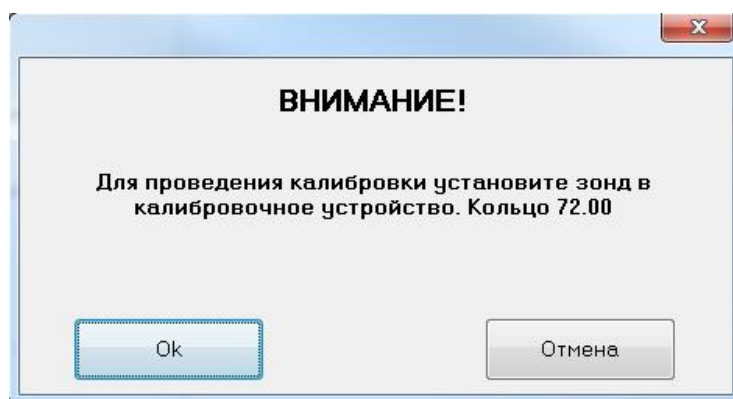 ВНИМАНИЕ!
Для проведения калибровки установите зонд в
калибровочное устройство. Кольцо 72.00
Ok
Отмена